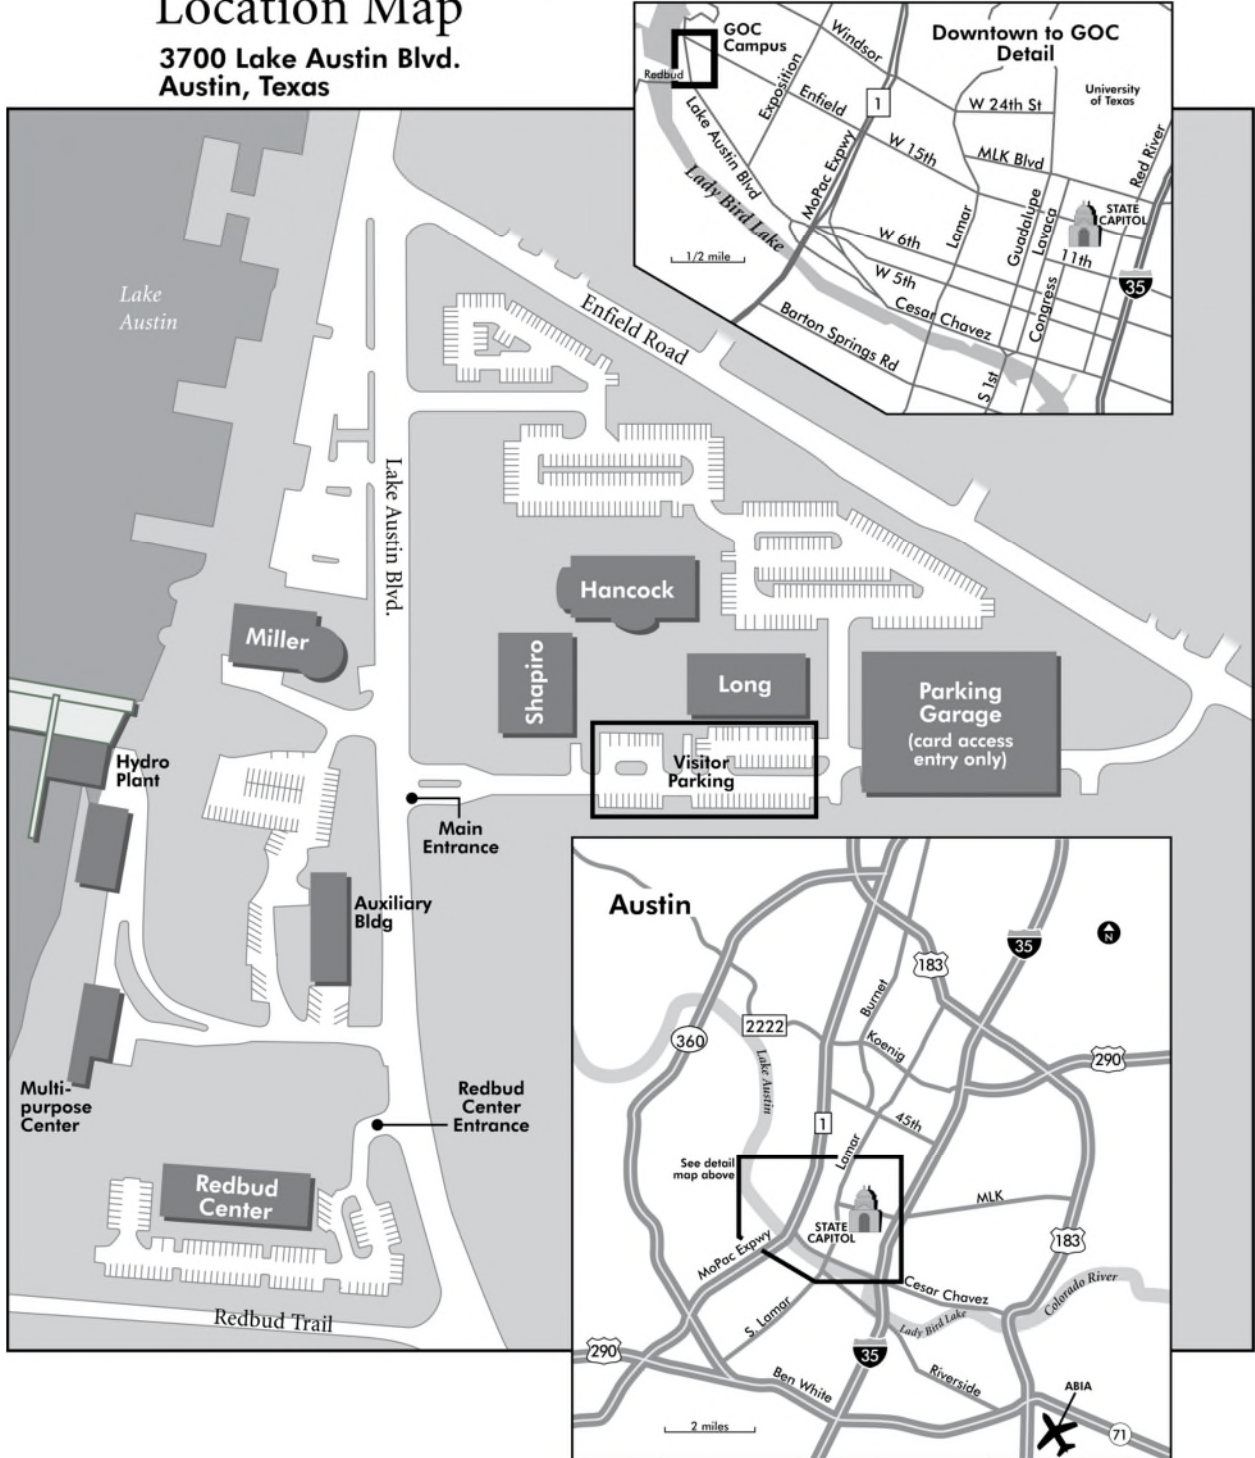 Location Map
3700 Lake Austin Blvd.
Austin, Texas
GOC
Campus
Redbud
Windsor
Downtown to GOC
Detail
Exposition
Enfield
1
W 24th St
University
of Texas
Lake Austin Blvd
MoPac Expwy
W 15th
MLK Blvd
Red River
Lady Bird Lake
Lamar
Guadalupe
Lavaca
STATE
CAPITOL
W 6th
11th
1/2 mile
W 5th
35
Cesar Chavez
Congress
Barton Springs Rd
S 1st
Lake
Austin
Enfield Road
Lake Austin Blvd.
Hancock
Miller
Shapiro
Long
Parking
Garage
(card access
entry only)
Visitor
Parking
Hydro
Plant
Main
Entrance
Auxiliary
Bldg
Multi-
purpose
Center
Redbud
Center
Entrance
Redbud
Center
Redbud Trail
Austin
N
35
183
Burnet
2222
360
Koenig
290
Lake Austin
1
45th
Lamar
See detail
map above
MLK
STATE
CAPITOL
183
MoPac Expwy
Cesar Chavez
Colorado River
S. Lamar
Lady Bird Lake
290
35
Ben White
Riverside
ABIA
2 miles
71